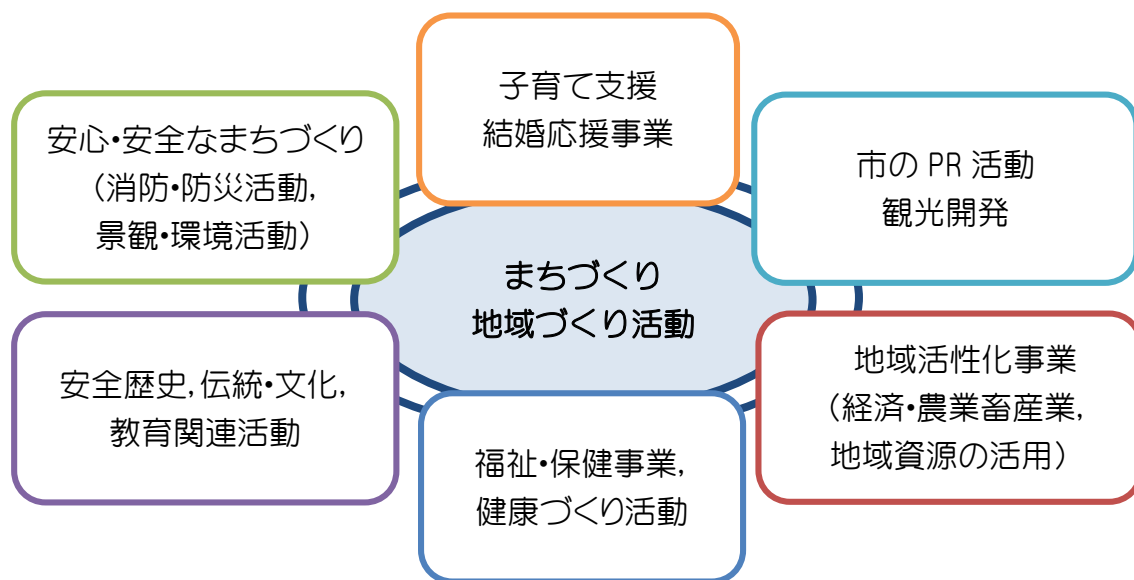 子育て支援
結婚応援事業
安心・安全なまちづくり
（消防・防災活動，
景観・環境活動）
市の PR 活動
観光開発
まちづくり
地域づくり活動
安全歴史，伝統・文化，
教育関連活動
地域活性化事業
（経済・農業畜産業，
地域資源の活用）
福祉・保健事業，
健康づくり活動